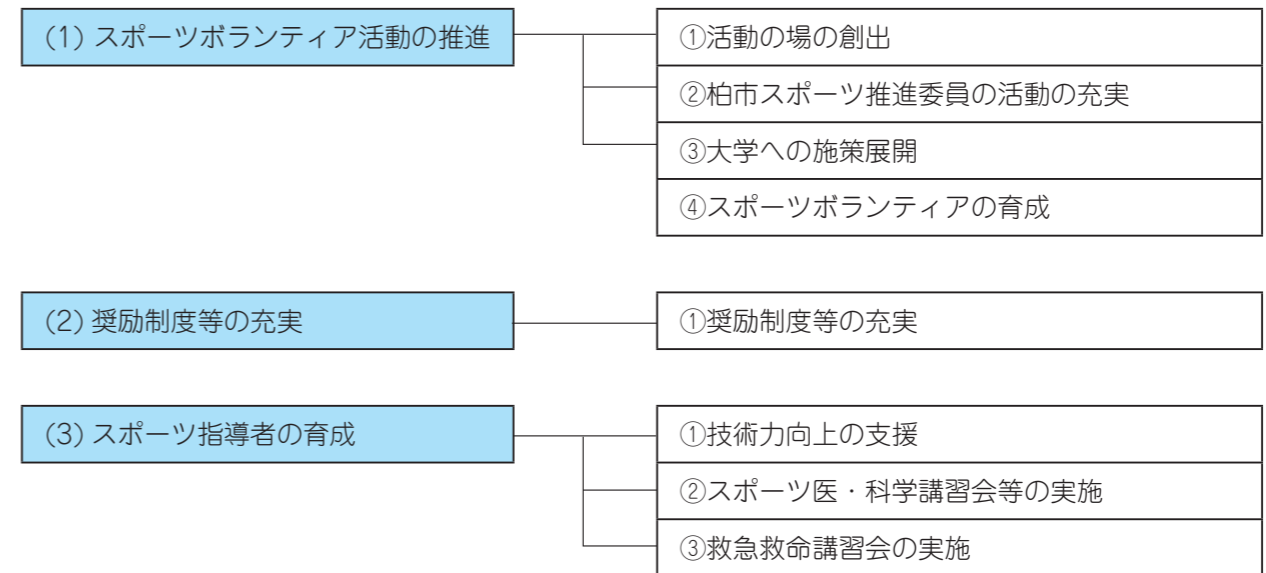 (1) スポーツボランティア活動の推進
①活動の場の創出
②柏市スポーツ推進委員の活動の充実
③大学への施策展開
④スポーツボランティアの育成
(2) 奨励制度等の充実
①奨励制度等の充実
(3) スポーツ指導者の育成
①技術力向上の支援
②スポーツ医・科学講習会等の実施
③救急救命講習会の実施